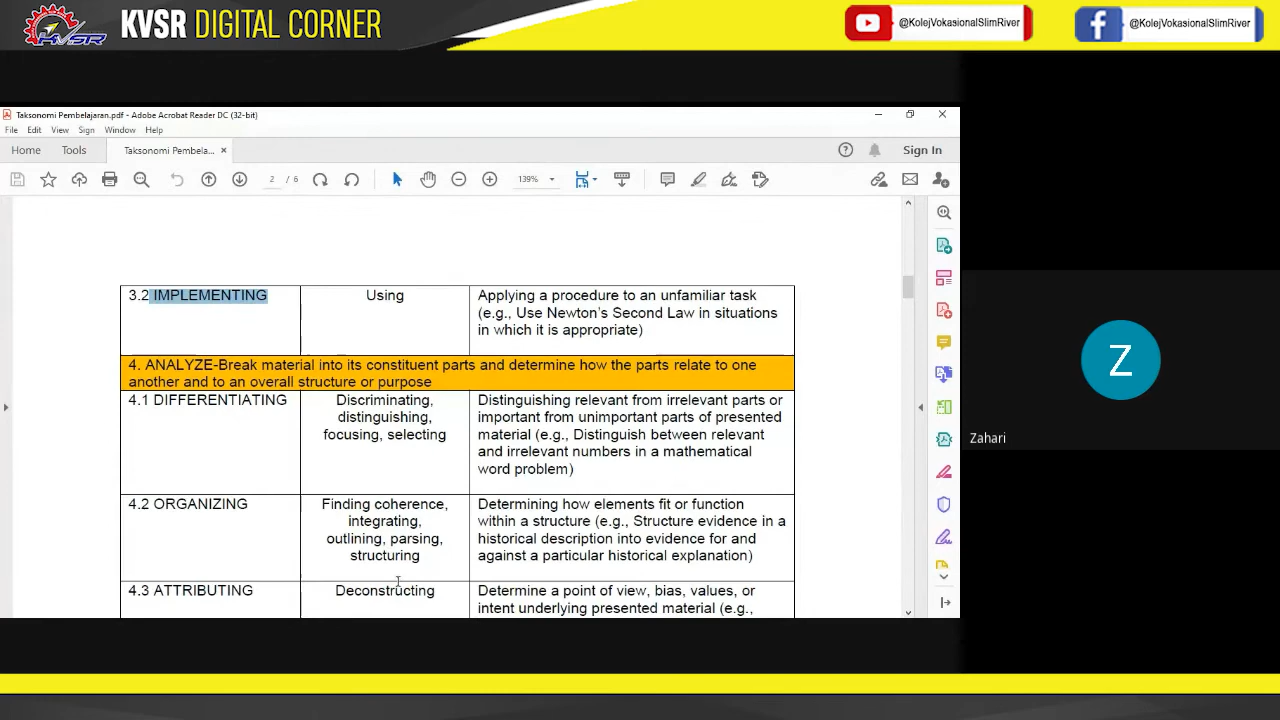 KVSR
KVSR DIGITAL CORNER
@KolejVokasionalSlimRiver
@KolejVokasionalSlimRiver
Taksonomi Pembelajaran.pdf - Adobe Acrobat Reader DC (32-bit)
File Edit View Sign Window Help
Home Tools Taksonomi Pembela... × Sign In
2 / 6 139%
3.2 IMPLEMENTING
Using
Applying a procedure to an unfamiliar task
(e.g., Use Newton's Second Law in situations
in which it is appropriate)
4. ANALYZE-Break material into its constituent parts and determine how the parts relate to one
another and to an overall structure or purpose
4.1 DIFFERENTIATING
Discriminating,
distinguishing,
focusing, selecting
Distinguishing relevant from irrelevant parts or
important from unimportant parts of presented
material (e.g., Distinguish between relevant
and irrelevant numbers in a mathematical
word problem)
4.2 ORGANIZING
Finding coherence,
integrating,
outlining, parsing,
structuring
Determining how elements fit or function
within a structure (e.g., Structure evidence in a
historical description into evidence for and
against a particular historical explanation)
4.3 ATTRIBUTING
Deconstructing
Determine a point of view, bias, values, or
intent underlying presented material (e.g.,
Z
Zahari